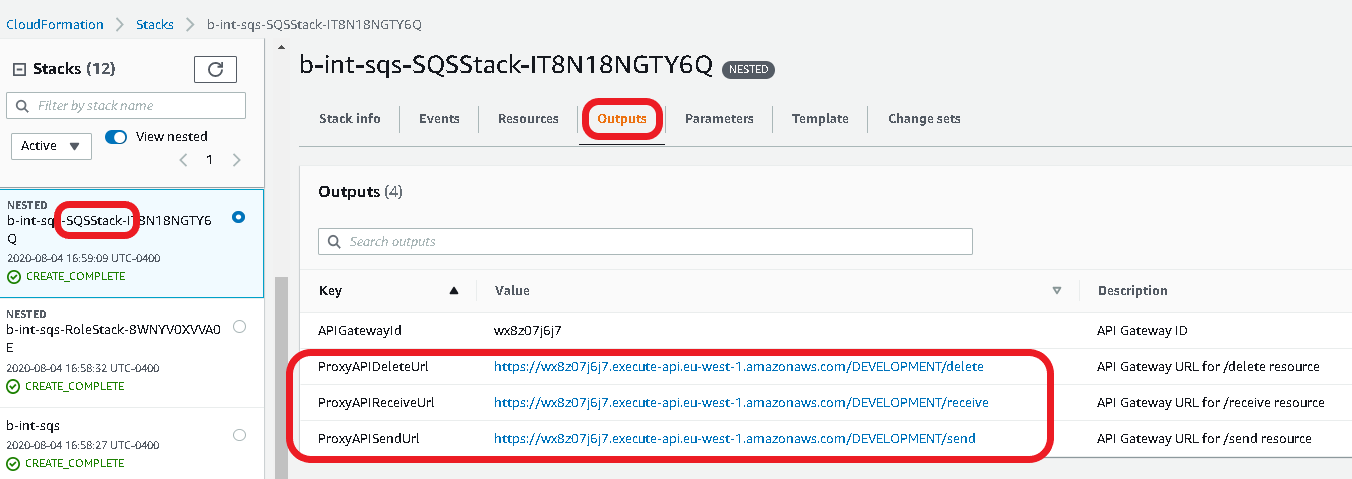 CloudFormation > Stacks > b-int-sqs-SQSStack-IT8N18NGTY6Q
Stacks (12)
Filter by stack name
Active
View nested
1
NESTED
b-int-sqs-SQSStack-IT8N18NGTY6
Q
2020-08-04 16:59:09 UTC-0400
CREATE_COMPLETE
NESTED
b-int-sqs-RoleStack-8WNYV0XVVA0
E
2020-08-04 16:58:32 UTC-0400
CREATE_COMPLETE
b-int-sqs
2020-08-04 16:58:27 UTC-0400
CREATE_COMPLETE
b-int-sqs-SQSStack-IT8N18NGTY6Q NESTED
Stack info Events Resources Outputs Parameters Template Change sets
Outputs (4)
Search outputs
Key Value Description
APIGatewayId wx8z07j6j7 API Gateway ID
ProxyAPIDeleteUrl https://wx8z07j6j7.execute-api.eu-west-1.amazonaws.com/DEVELOPMENT/delete API Gateway URL for /delete resource
ProxyAPIReceiveUrl https://wx8z07j6j7.execute-api.eu-west-1.amazonaws.com/DEVELOPMENT/receive API Gateway URL for /receive resource
ProxyAPISendUrl https://wx8z07j6j7.execute-api.eu-west-1.amazonaws.com/DEVELOPMENT/send API Gateway URL for /send resource